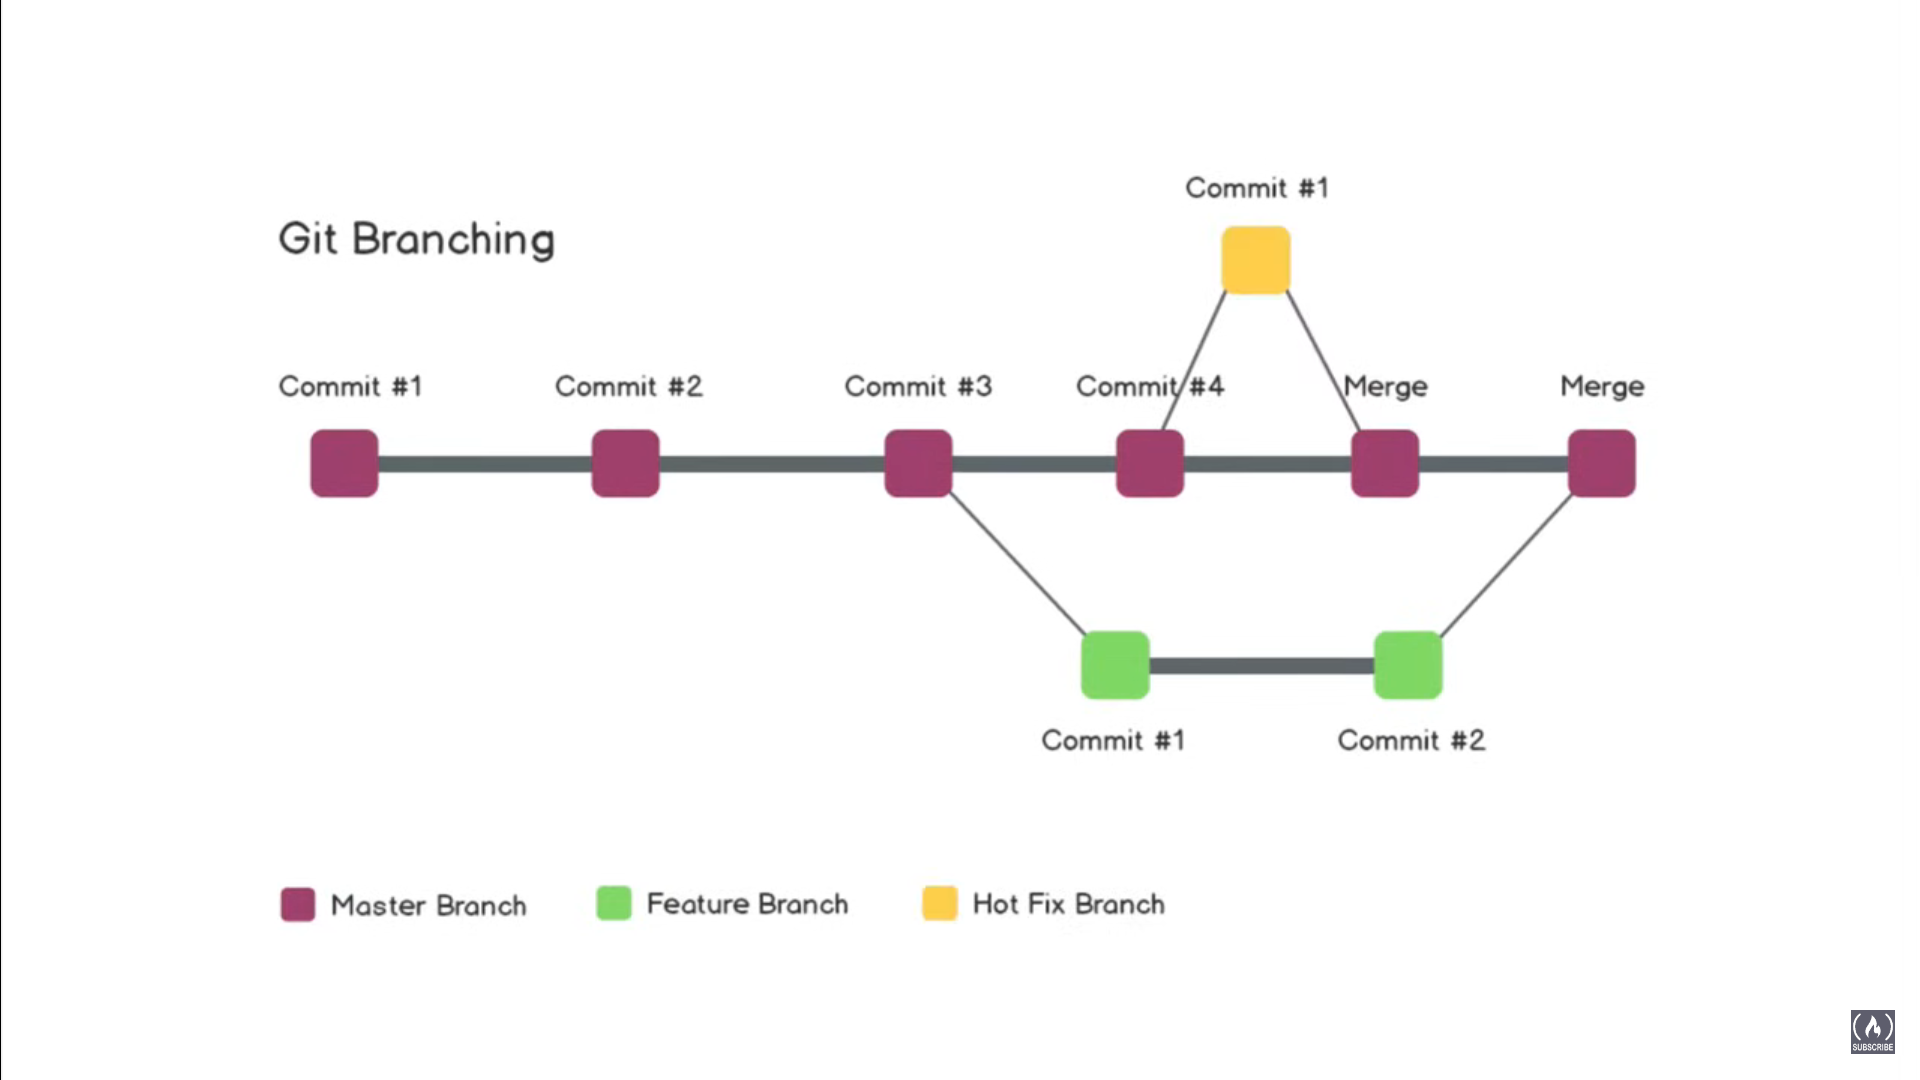 Commit #1
Git Branching
Commit #1
Commit #2
Commit #3
Commit #4
Merge
Merge
Commit #1
Commit #2
Master Branch
Feature Branch
Hot Fix Branch
SUBSCRIBE